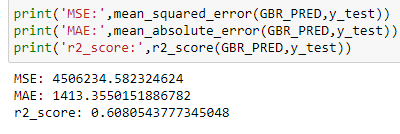 print('MSE:',mean_squared_error(GBR_PRED,y_test))
print('MAE:',mean_absolute_error(GBR_PRED,y_test))
print('r2_score:',r2_score(GBR_PRED,y_test))
MSE: 4506234.582324624
MAE: 1413.3550151886782
r2_score: 0.6080543777345048